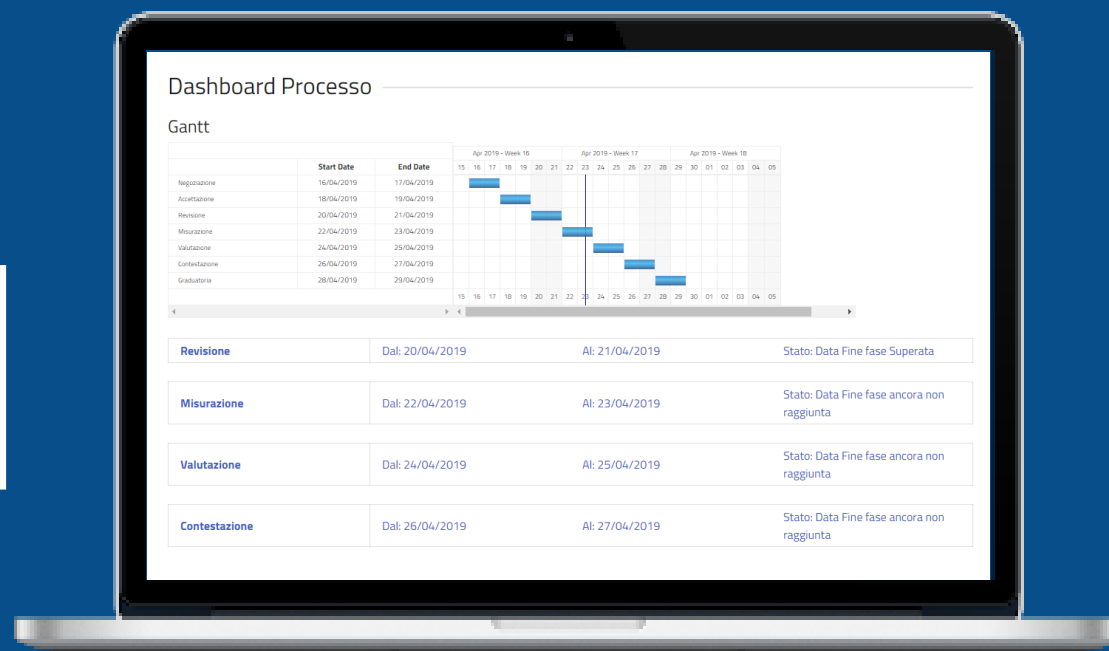 Dashboard Processo
Gantt
Apr 2019 - Week 16 Apr 2019 - Week 17 Apr 2019 - Week 18
Start Date End Date 15 16 17 18 19 20 21 22 23 24 25 26 27 28 29 30 01 02 03 04 05
Negoziazione 16/04/2019 17/04/2019
Accettazione 18/04/2019 19/04/2019
Revisione 20/04/2019 21/04/2019
Misurazione 22/04/2019 23/04/2019
Valutazione 24/04/2019 25/04/2019
Contestazione 26/04/2019 27/04/2019
Graduatoria 28/04/2019 29/04/2019
15 16 17 18 19 20 21 22 23 24 25 26 27 28 29 30 01 02 03 04 05
Revisione Dal: 20/04/2019 Al: 21/04/2019 Stato: Data Fine fase Superata
Misurazione Dal: 22/04/2019 Al: 23/04/2019 Stato: Data Fine fase ancora non
raggiunta
Valutazione Dal: 24/04/2019 Al: 25/04/2019 Stato: Data Fine fase ancora non
raggiunta
Contestazione Dal: 26/04/2019 Al: 27/04/2019 Stato: Data Fine fase ancora non
raggiunta